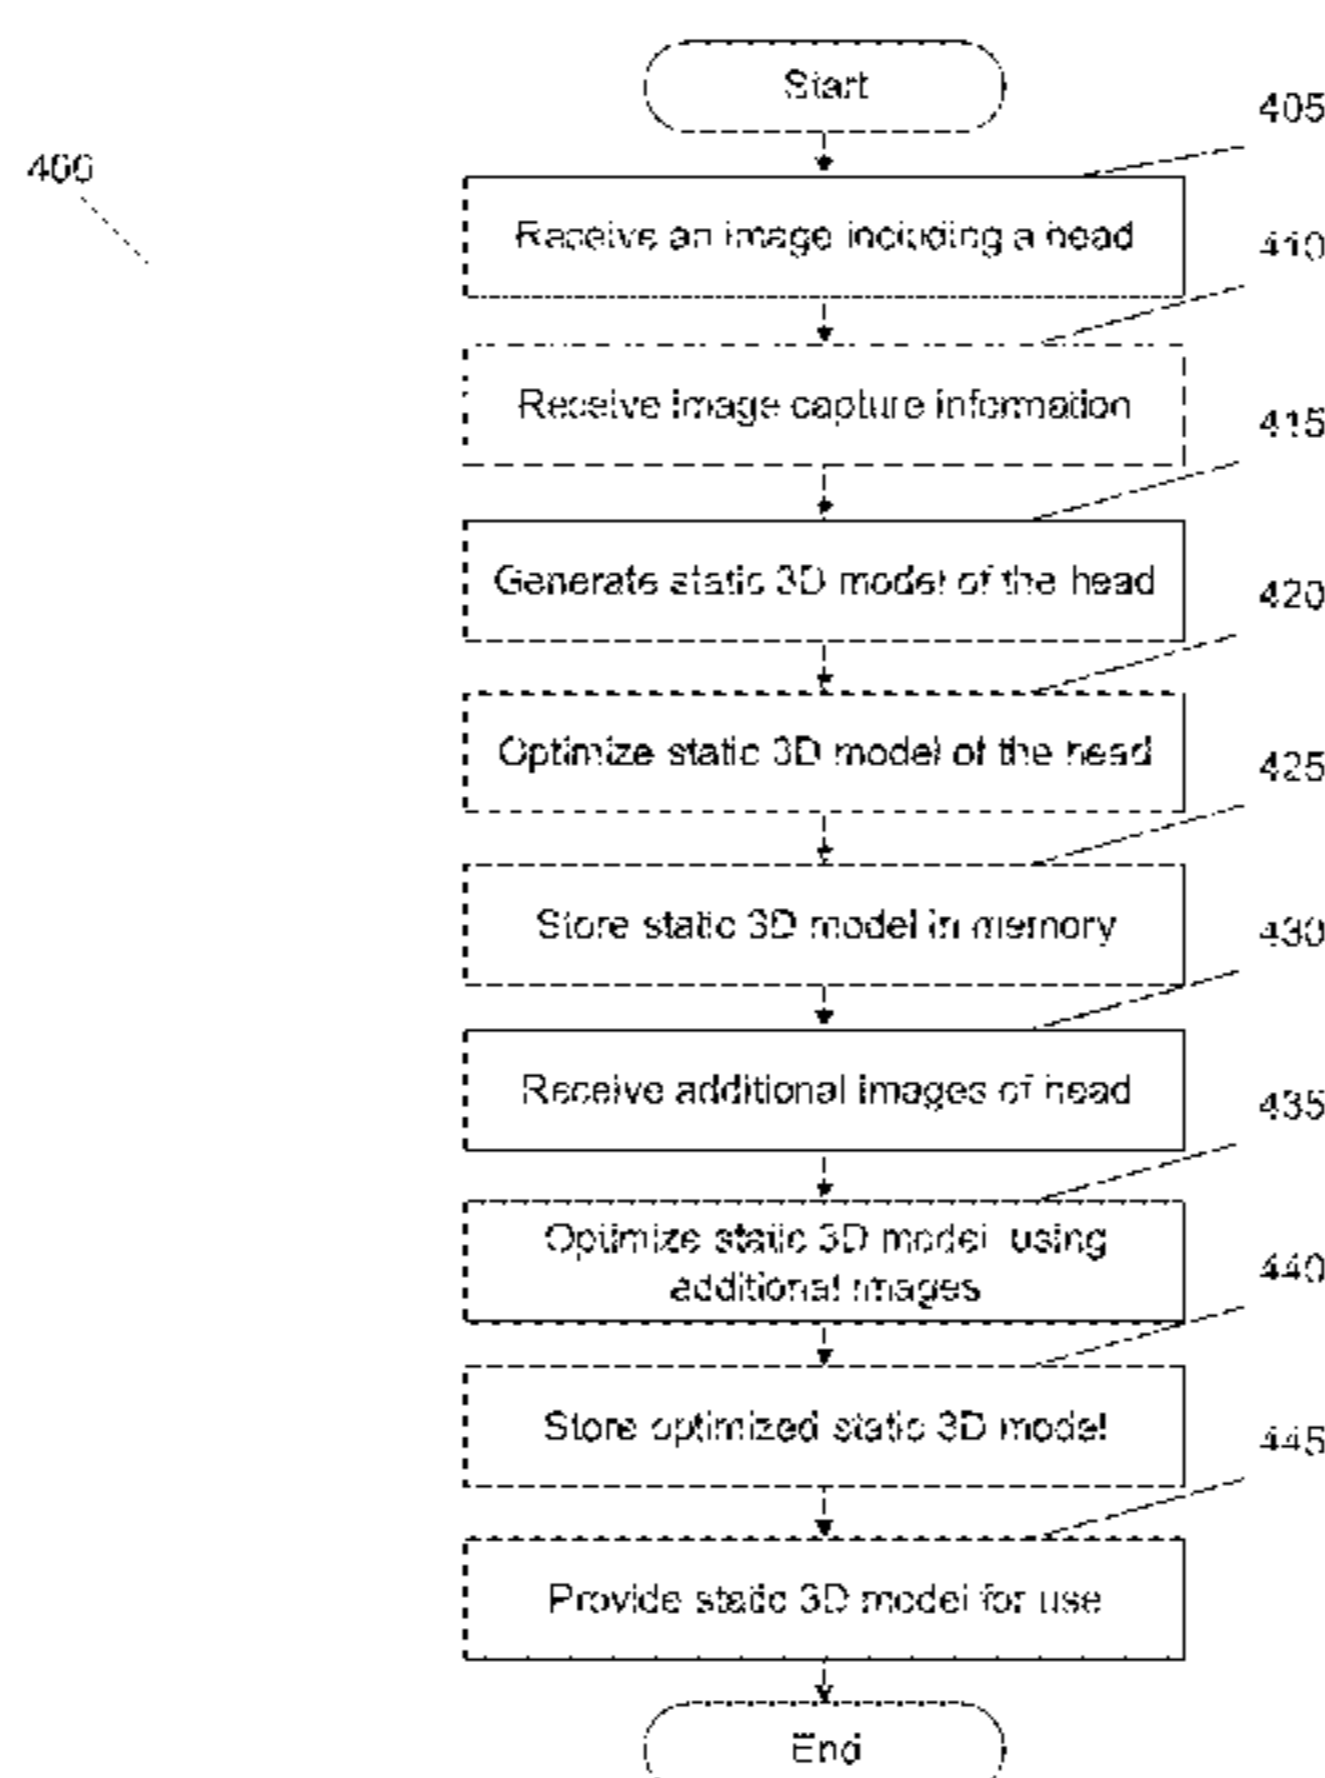 Start
405
400
Receive an image including a head
410
Receive image capture information
415
Generate static 3D model of the head
420
Optimize static 3D model of the head
425
Store static 3D model in memory
430
Receive additional images of head
435
Optimize static 3D model using
additional images
440
Store optimized static 3D model
445
Provide static 3D model for use
End